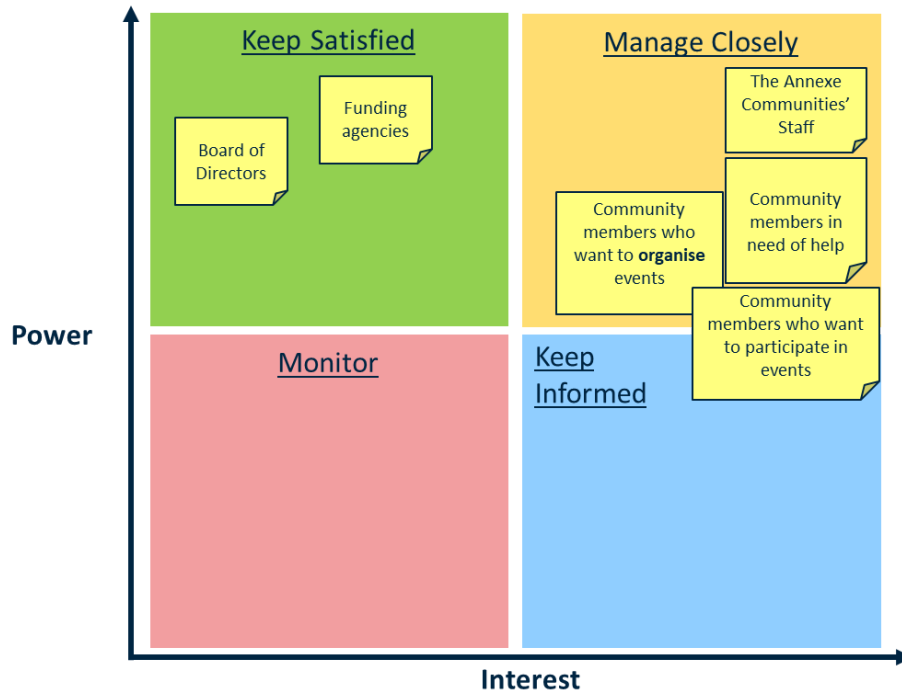 Keep Satisfied
Manage Closely
Funding
agencies
Board of
Directors
The Annexe
Communities’
Staff
Community
members who
want to organise
events
Community
members in
need of help
Community
members who want
to participate in
events
Power
Monitor
Keep
Informed
Interest